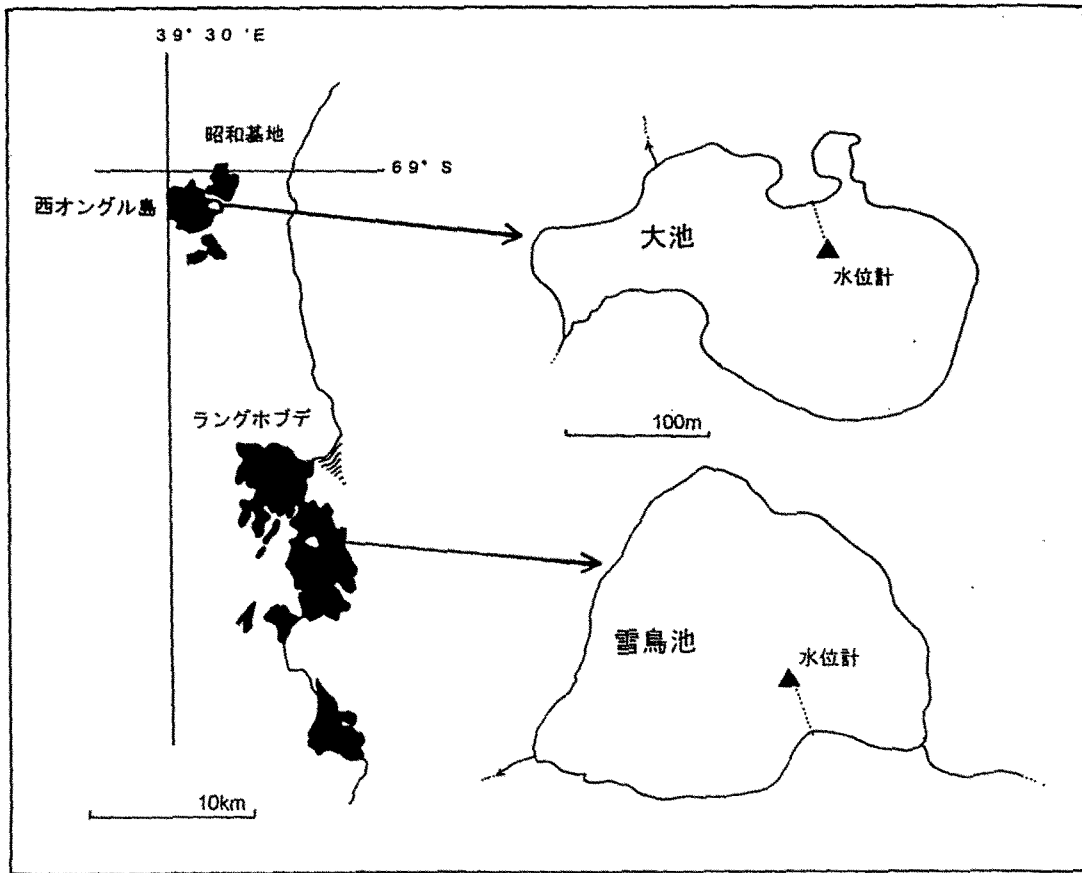 39° 30 'E
昭和基地
69° S
西オングル島
大池
水位計
ラングホブデ
100m
雪鳥池
水位計
10km